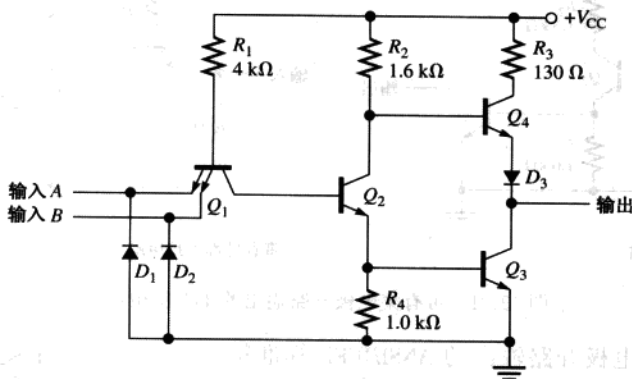 +V_CC
R₁
4 kΩ
R₂
1.6 kΩ
R₃
130 Ω
Q₄
输入 A
输入 B
Q₁
Q₂
D₃
输出
D₁
D₂
Q₃
R₄
1.0 kΩ